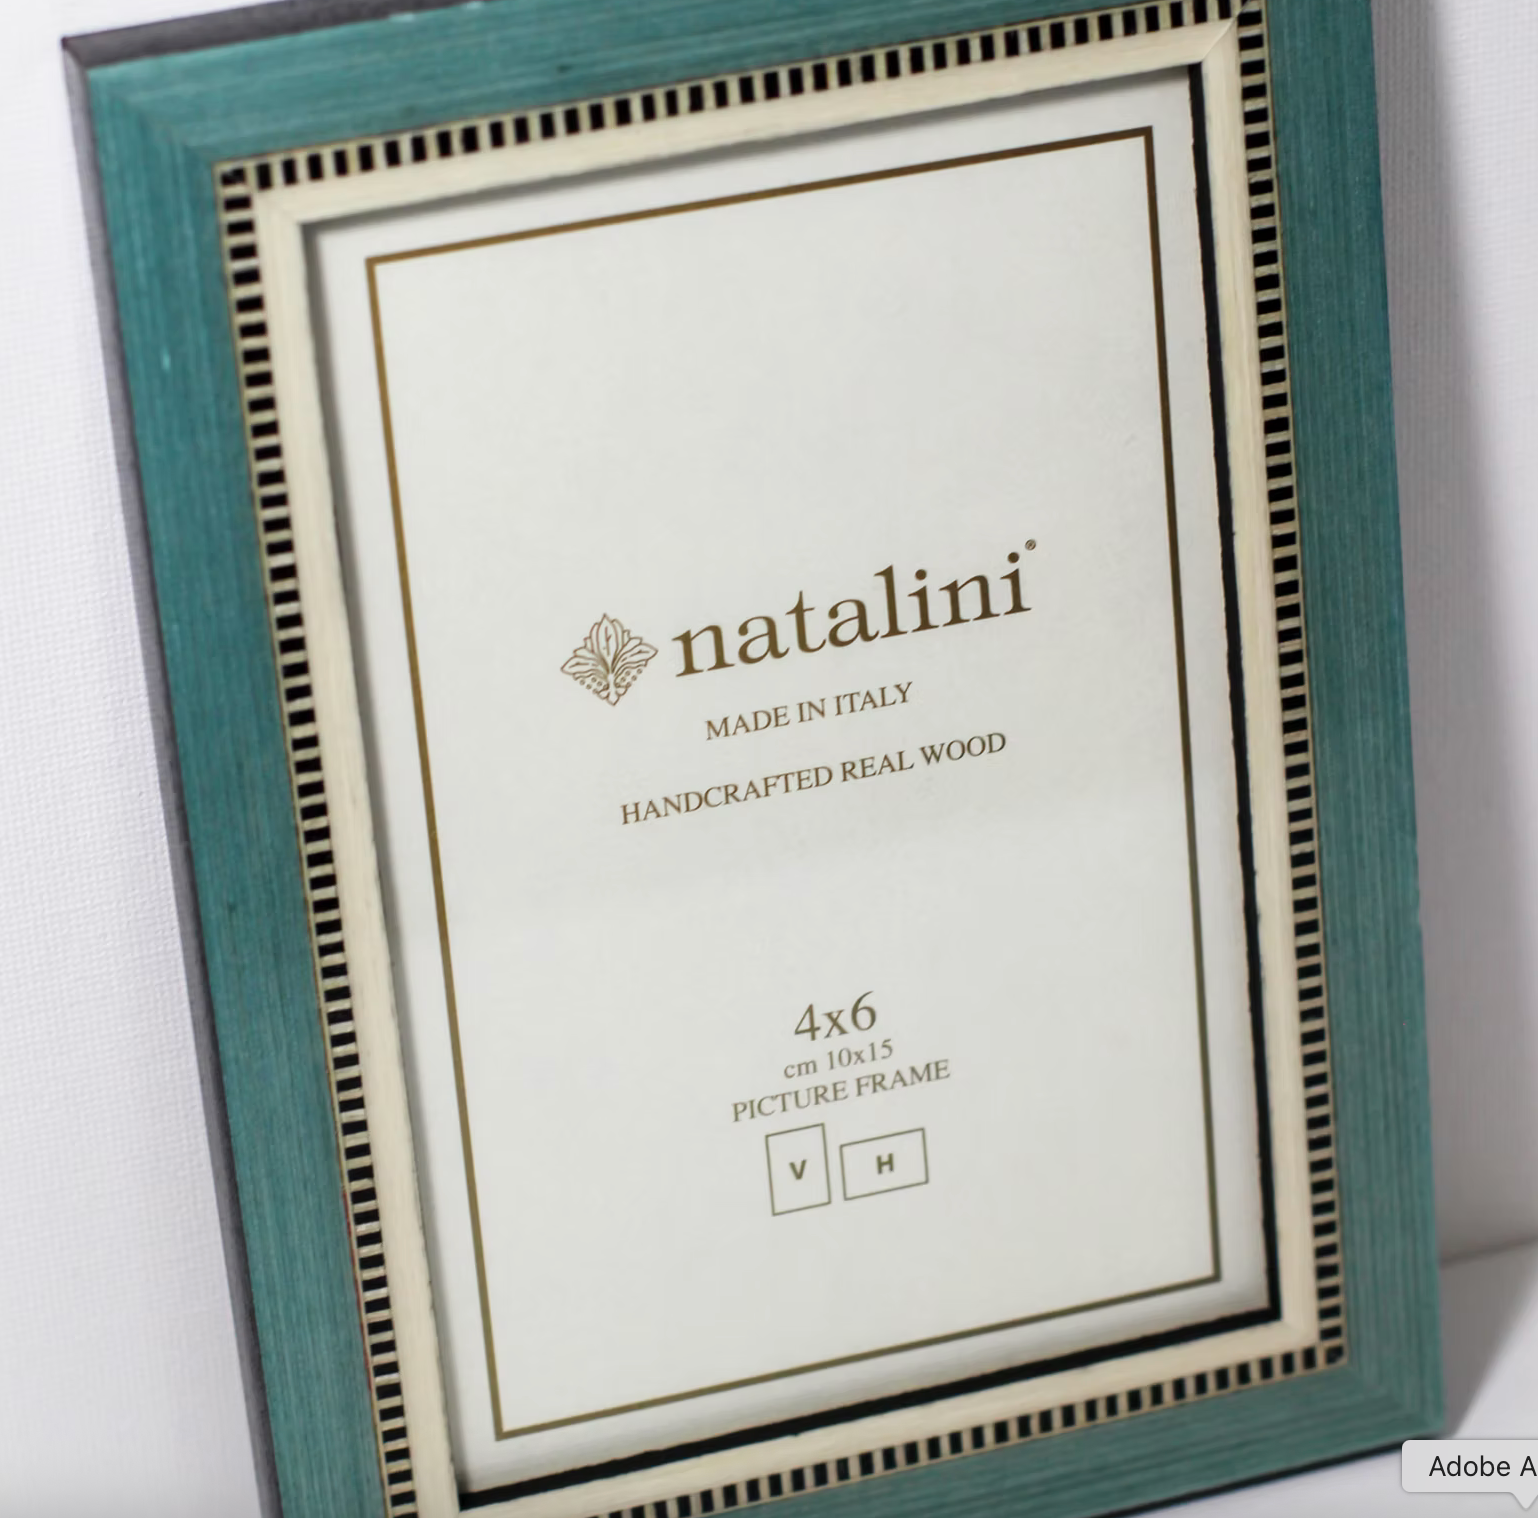 natalini®
MADE IN ITALY
HANDCRAFTED REAL WOOD
4x6
cm 10x15
PICTURE FRAME
V H
Adobe A